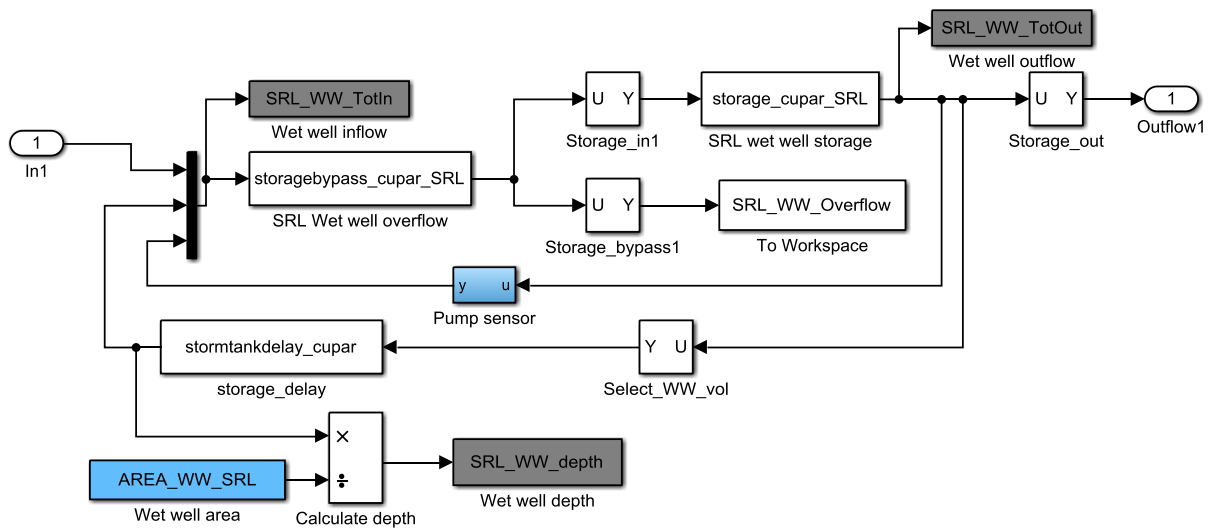 SRL_WW_TotOut
Wet well outflow
SRL_WW_TotIn
Wet well inflow
U Y
Storage_in1
storage_cupar_SRL
SRL wet well storage
U Y
Storage_out
1
Outflow1
1
In1
storagebypass_cupar_SRL
SRL Wet well overflow
U Y
Storage_bypass1
SRL_WW_Overflow
To Workspace
y u
Pump sensor
stormtankdelay_cupar
storage_delay
Y U
Select_WW_vol
×
÷
Calculate depth
AREA_WW_SRL
Wet well area
SRL_WW_depth
Wet well depth